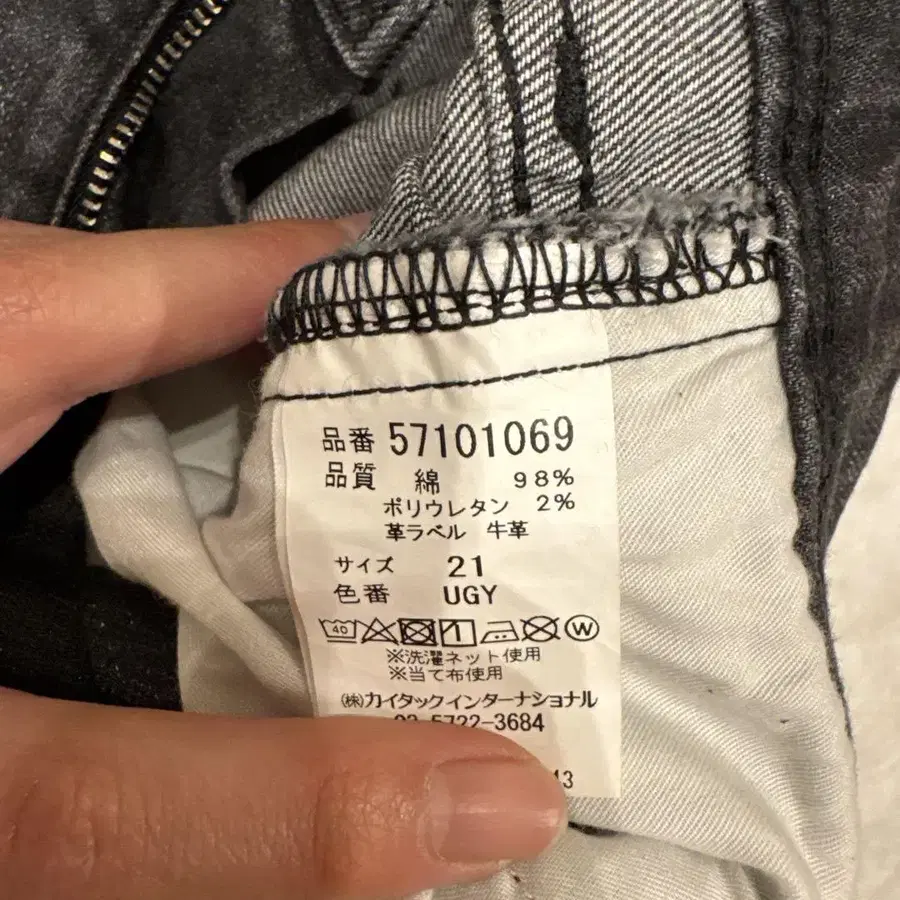 品番 57101069
品質 綿 98%
ポリウレタン 2%
革ラベル 牛革
サイズ 21
色番 UGY
40 W
※洗濯ネット使用
※当て布使用
㈱カイタックインターナショナル
03-5722-3684
13